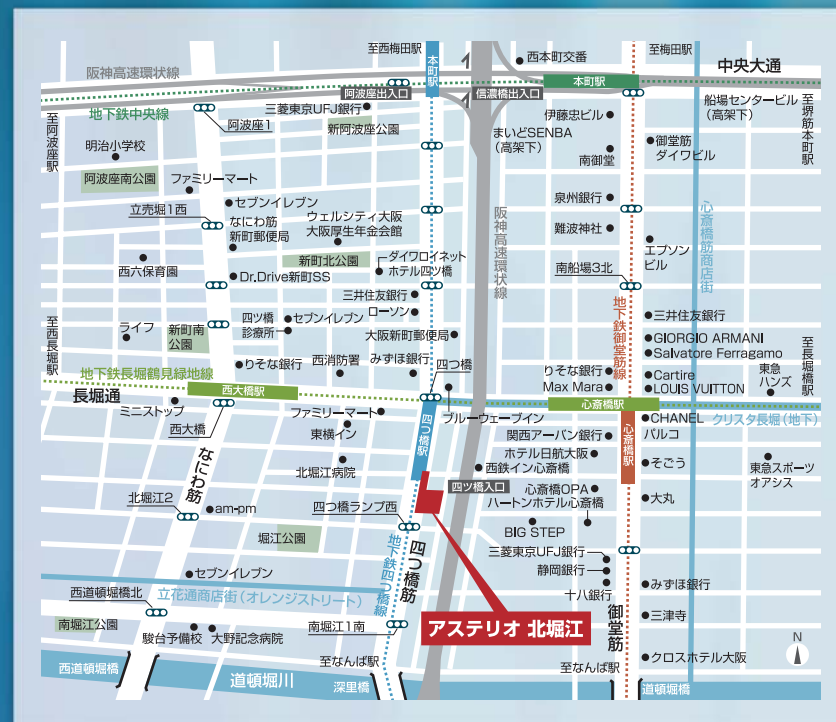 至西梅田駅
西本町交番
至梅田駅
阪神高速環状線
本町駅
中央大通
本町駅
阿波座出入口
信濃橋出入口
地下鉄中央線
三菱東京UFJ銀行
船場センタービル
(高架下)
至堺筋本町駅
至阿波座駅
阿波座1
新阿波座公園
伊藤忠ビル
まいどSENBA
(高架下)
明治小学校
御堂筋
ダイワビル
南御堂
阿波座南公園
ファミリーマート
セブンイレブン
泉州銀行
立売堀1西
なにわ筋
新町郵便局
ウェルシティ大阪
大阪厚生年金会館
阪神高速環状線
難波神社
心斎橋筋商店街
エプソン
ビル
西六保育園
新町北公園
ダイワロイネット
ホテル四ツ橋
南船場3北
Dr.Drive新町SS
三井住友銀行
地下鉄御堂筋線
至西長堀駅
ライフ
新町南
公園
四ツ橋
診療所
セブンイレブン
ローソン
三井住友銀行
大阪新町郵便局
GIORGIO ARMANI
Salvatore Ferragamo
至長堀橋駅
りそな銀行
西消防署
みずほ銀行
四つ橋
りそな銀行
Cartire
東急
ハンズ
地下鉄長堀鶴見緑地線
西大橋駅
Max Mara
LOUIS VUITTON
長堀通
ミニストップ
心斎橋駅
西大橋
ファミリーマート
四つ橋駅
ブルーウェーブイン
心斎橋駅
CHANEL
パルコ
クリスタ長堀(地下)
東横イン
関西アーバン銀行
なにわ筋
北堀江病院
ホテル日航大阪
西鉄イン心斎橋
そごう
東急スポーツ
オアシス
北堀江2
四ツ橋入口
心斎橋OPA
ハートンホテル心斎橋
大丸
am-pm
四つ橋ランプ西
BIG STEP
堀江公園
地下鉄四つ橋線
四つ橋筋
三菱東京UFJ銀行
静岡銀行
十八銀行
セブンイレブン
みずほ銀行
西道頓堀橋北
立花通商店街(オレンジストリート)
御堂筋
三津寺
南堀江公園
駿台予備校
大野記念病院
南堀江1南
アステリオ 北堀江
N
西道頓堀橋
至なんば駅
至なんば駅
クロスホテル大阪
道頓堀川
深里橋
道頓堀橋